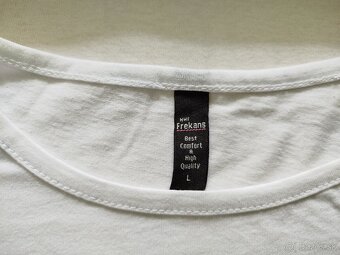 Frekans
Best
Comfort
&
High
Quality
L